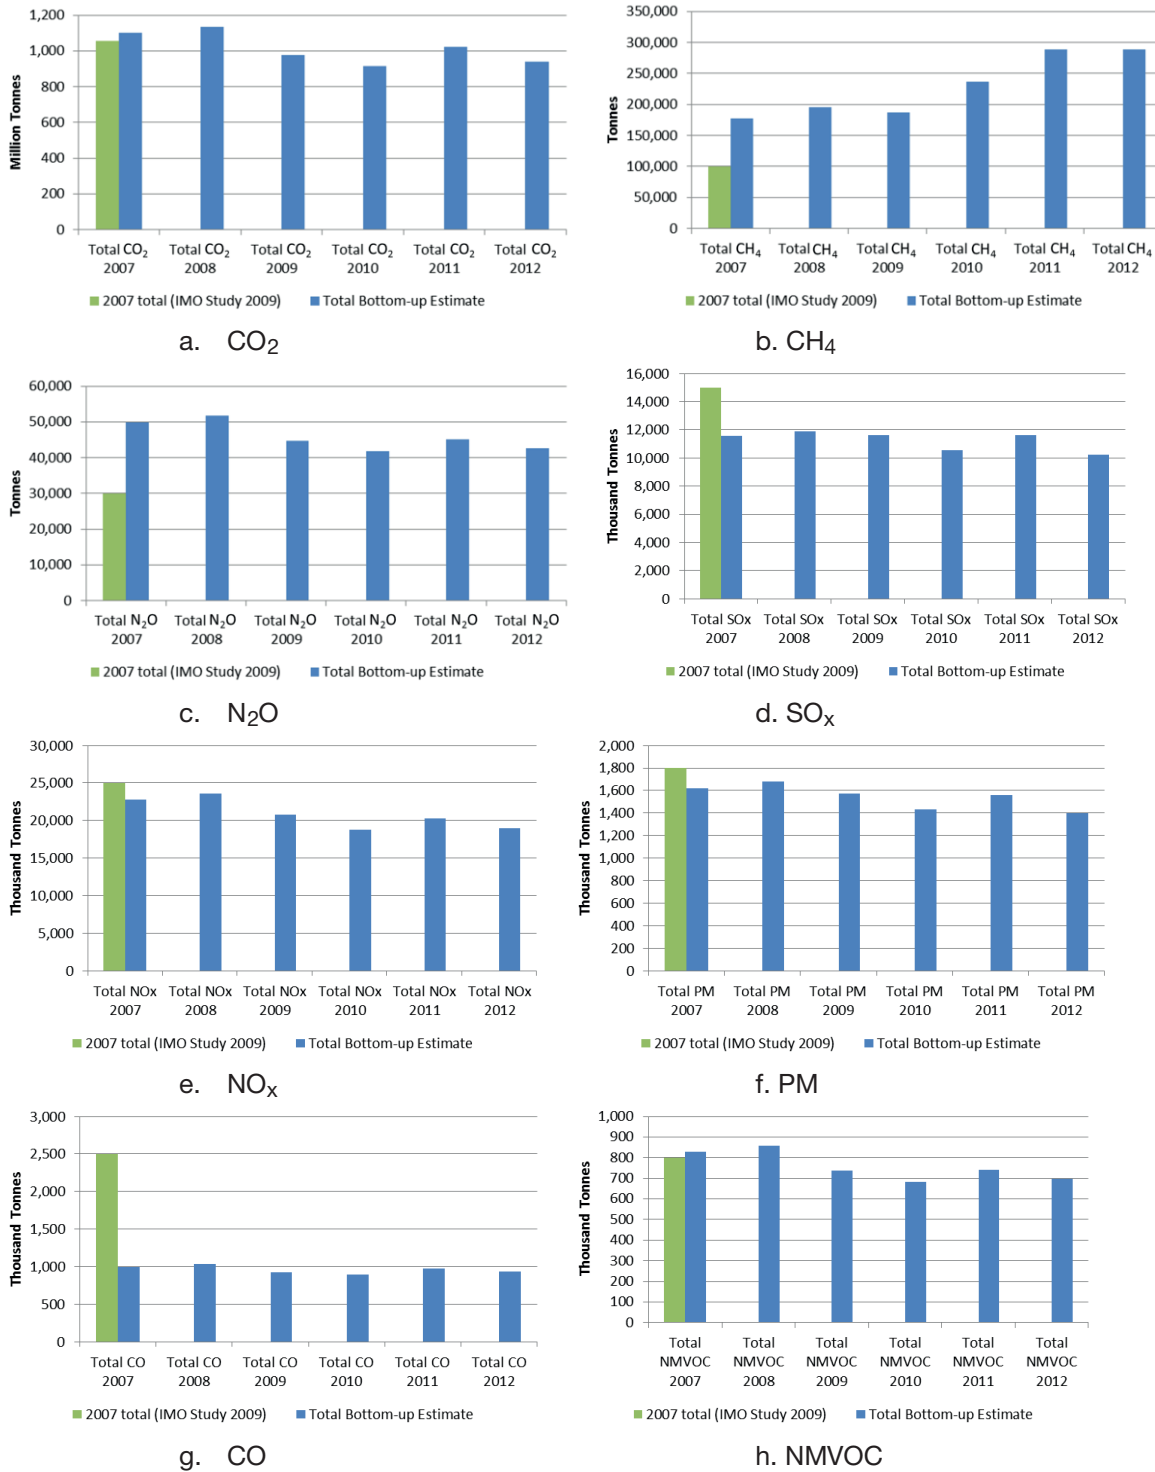 1,200
1,000
800
600
400
200
0
Million Tonnes
Total CO₂ 2007
Total CO₂ 2008
Total CO₂ 2009
Total CO₂ 2010
Total CO₂ 2011
Total CO₂ 2012
2007 total (IMO Study 2009) Total Bottom-up Estimate
a. CO₂
350,000
300,000
250,000
200,000
150,000
100,000
50,000
0
Tonnes
Total CH₄ 2007
Total CH₄ 2008
Total CH₄ 2009
Total CH₄ 2010
Total CH₄ 2011
Total CH₄ 2012
2007 total (IMO Study 2009) Total Bottom-up Estimate
b. CH₄
60,000
50,000
40,000
30,000
20,000
10,000
0
Tonnes
Total N₂O 2007
Total N₂O 2008
Total N₂O 2009
Total N₂O 2010
Total N₂O 2011
Total N₂O 2012
2007 total (IMO Study 2009) Total Bottom-up Estimate
c. N₂O
16,000
14,000
12,000
10,000
8,000
6,000
4,000
2,000
0
Thousand Tonnes
Total SOx 2007
Total SOx 2008
Total SOx 2009
Total SOx 2010
Total SOx 2011
Total SOx 2012
2007 total (IMO Study 2009) Total Bottom-up Estimate
d. SOₓ
30,000
25,000
20,000
15,000
10,000
5,000
0
Thousand Tonnes
Total NOx 2007
Total NOx 2008
Total NOx 2009
Total NOx 2010
Total NOx 2011
Total NOx 2012
2007 total (IMO Study 2009) Total Bottom-up Estimate
e. NOₓ
2,000
1,800
1,600
1,400
1,200
1,000
800
600
400
200
0
Thousand Tonnes
Total PM 2007
Total PM 2008
Total PM 2009
Total PM 2010
Total PM 2011
Total PM 2012
2007 total (IMO Study 2009) Total Bottom-up Estimate
f. PM
3,000
2,500
2,000
1,500
1,000
500
0
Thousand Tonnes
Total CO 2007
Total CO 2008
Total CO 2009
Total CO 2010
Total CO 2011
Total CO 2012
2007 total (IMO Study 2009) Total Bottom-up Estimate
g. CO
1,000
900
800
700
600
500
400
300
200
100
0
Thousand Tonnes
Total NMVOC 2007
Total NMVOC 2008
Total NMVOC 2009
Total NMVOC 2010
Total NMVOC 2011
Total NMVOC 2012
2007 total (IMO Study 2009) Total Bottom-up Estimate
h. NMVOC